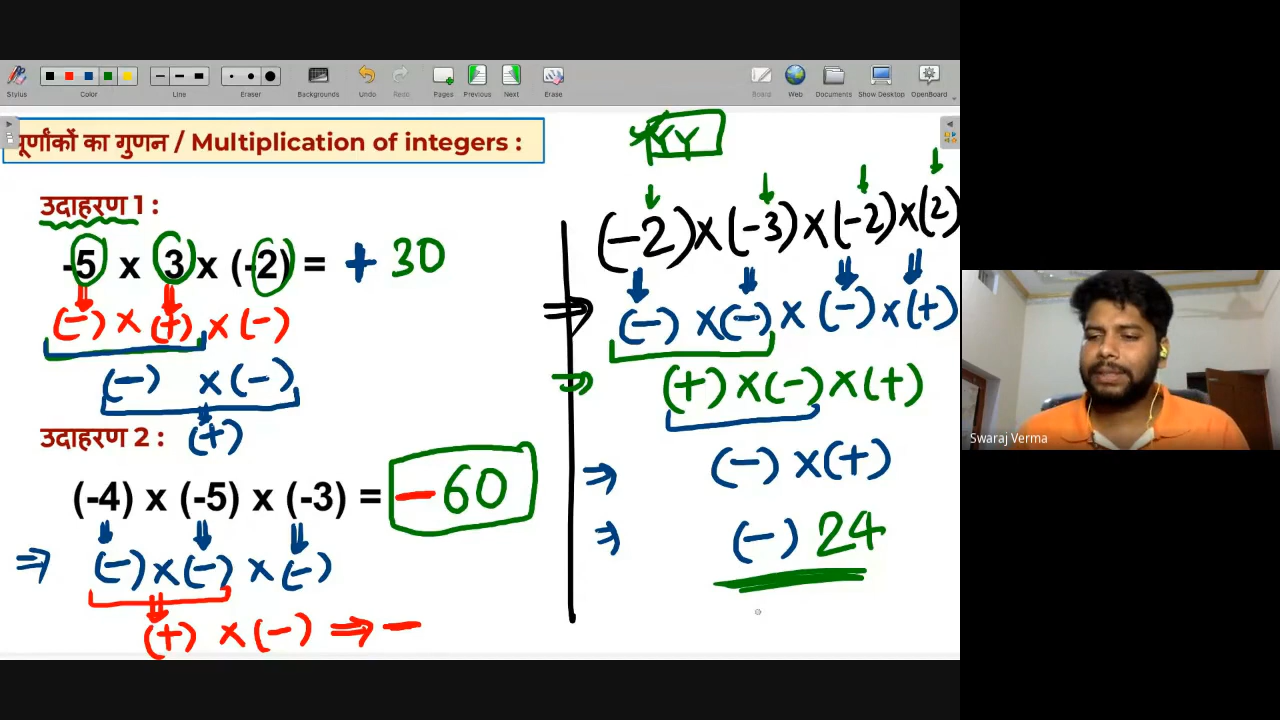 Stylus Color Line Eraser Backgrounds Undo Redo Pages Previous Next Erase Board Web Documents Show Desktop OpenBoard
पूर्णांकों का गुणन / Multiplication of integers :
उदाहरण 1 :
-5 x 3 x (-2) = + 30
(-) × (+) × (-)
(-) × (-)
(+)
उदाहरण 2 :
(-4) x (-5) x (-3) = - 60
⇒ (-) × (-) × (-)
(+) × (-) ⇒ -
(-2) × (-3) × (-2) × (2)
⇒ (-) × (-) × (-) × (+)
⇒ (+) × (-) × (+)
⇒ (-) × (+)
⇒ (-) 24
Swaraj Verma